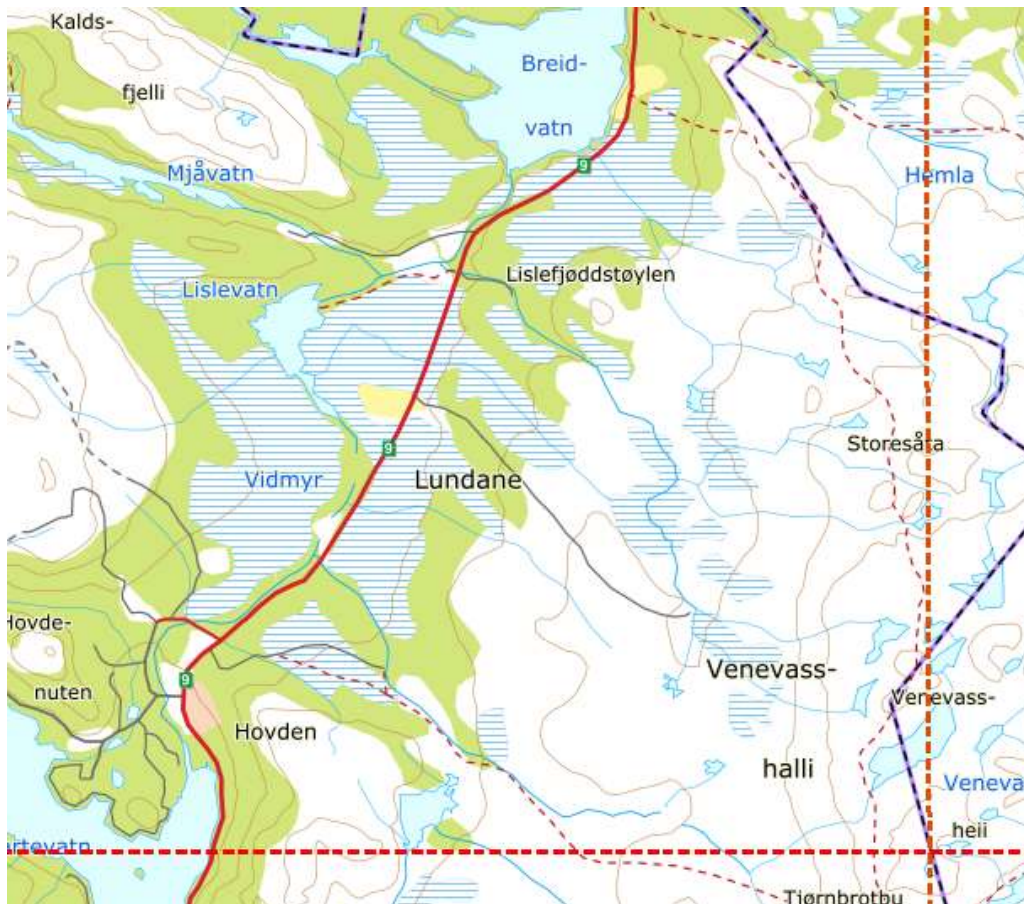 Kalds-
fjelli
Breid-
vatn
9
Mjåvatn
Hemla
Lislevatn
Lislefjøddstøylen
Storesåta
9
Vidmyr
Lundane
Hovde-
nuten
9
Hovden
Venevass-
halli
Venevass-
heii
Veneva
ortevatn
Tjørnbrotbu